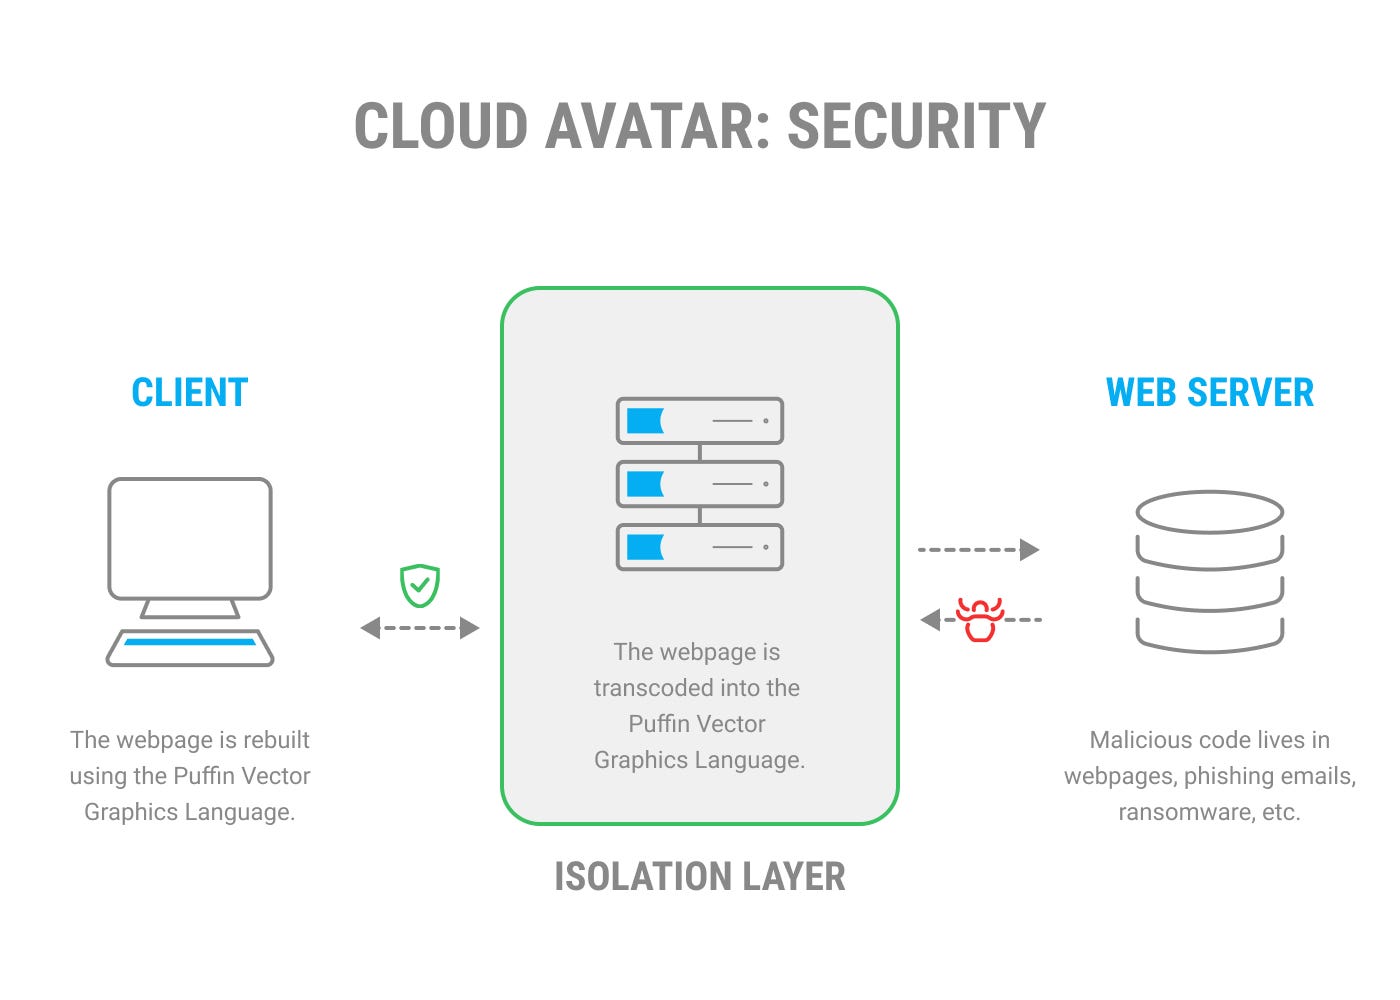 CLOUD AVATAR: SECURITY
CLIENT
The webpage is rebuilt
using the Puffin Vector
Graphics Language.
The webpage is
transcoded into the
Puffin Vector
Graphics Language.
ISOLATION LAYER
WEB SERVER
Malicious code lives in
webpages, phishing emails,
ransomware, etc.